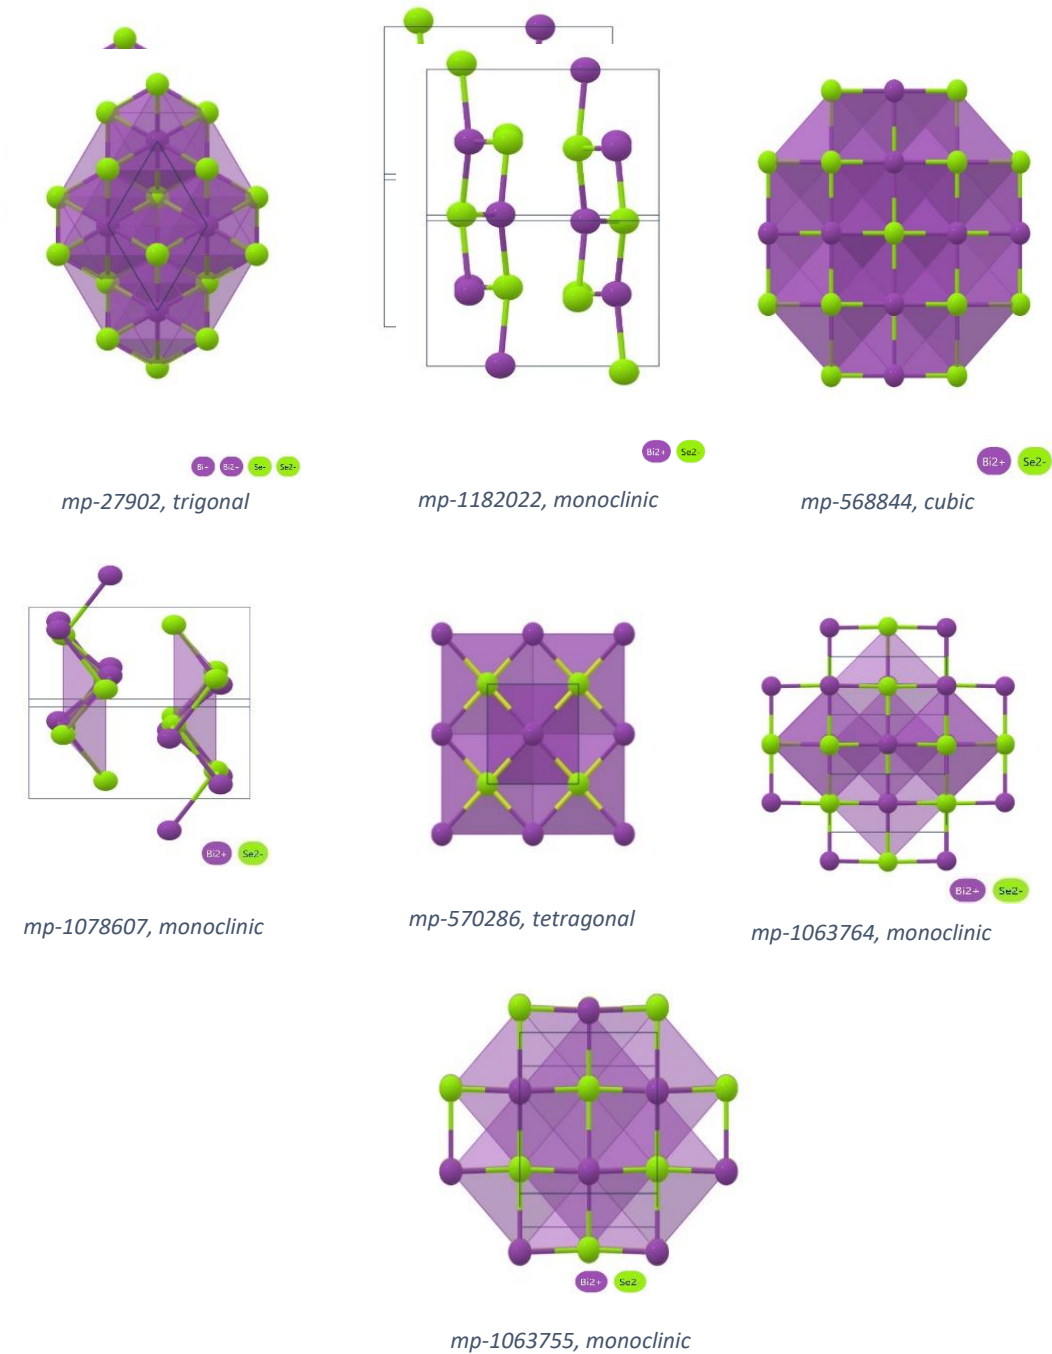 Bi+ Bi2+ Se- Se2-
mp-27902, trigonal
Bi2+ Se2-
mp-1182022, monoclinic
Bi2+ Se2-
mp-568844, cubic
Bi2+ Se2-
mp-1078607, monoclinic
mp-570286, tetragonal
Bi2+ Se2-
mp-1063764, monoclinic
Bi2+ Se2
mp-1063755, monoclinic